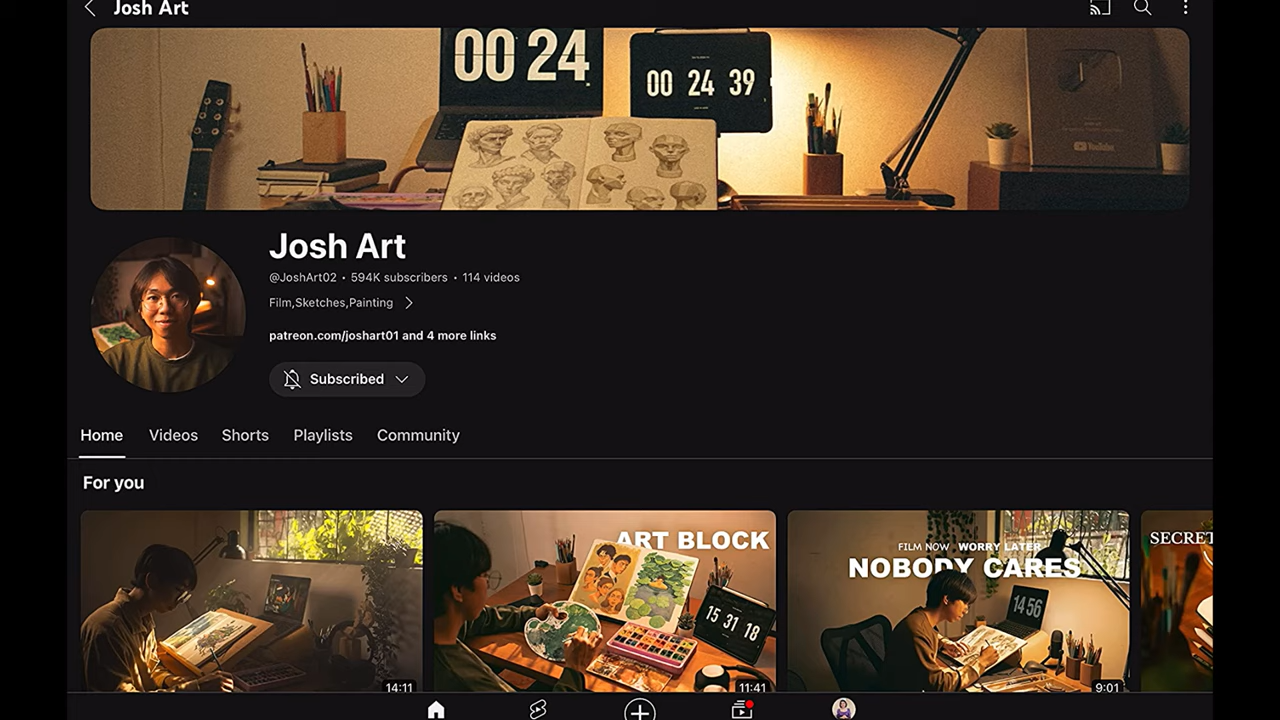 Josh Art
00 24
00 24 39
YouTube
Josh Art
@JoshArt02 • 594K subscribers • 114 videos
Film,Sketches,Painting
patreon.com/joshart01 and 4 more links
Subscribed
Home Videos Shorts Playlists Community
For you
ART BLOCK
15 31 18
FILM NOW WORRY LATER
NOBODY CARES
14 56
SECRET
14:11
11:41
9:01